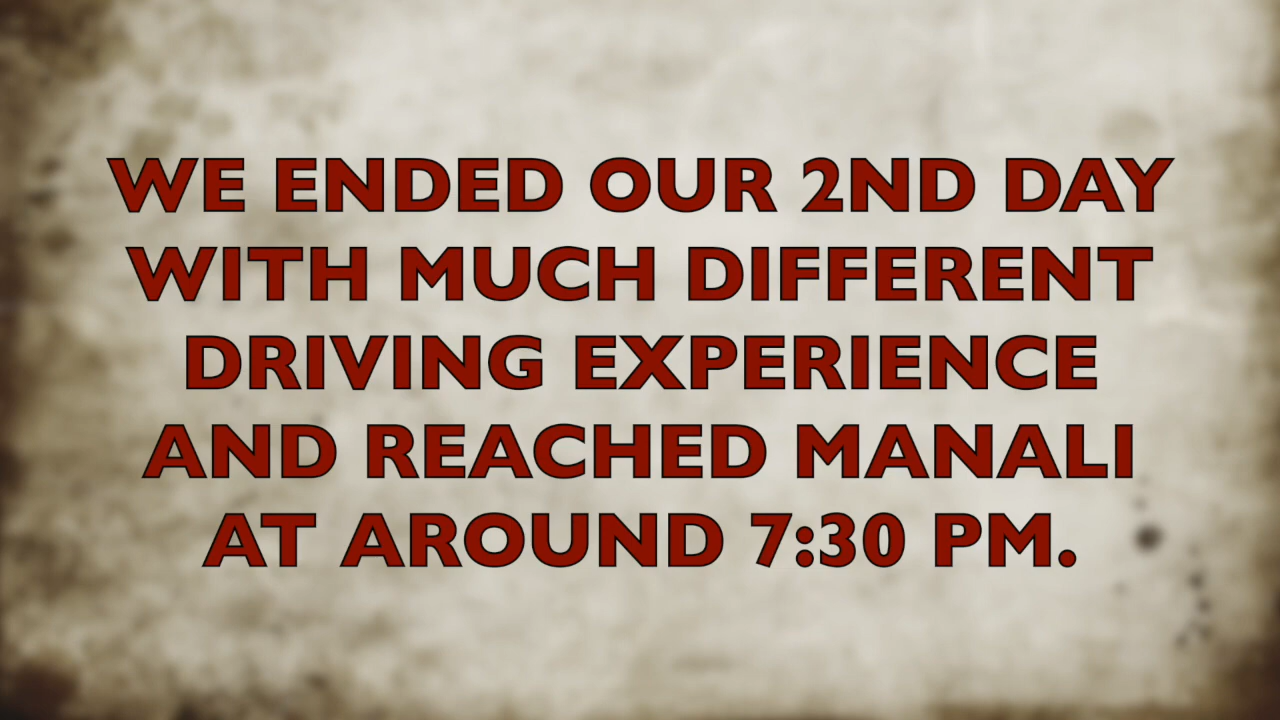 WE ENDED OUR 2ND DAY
WITH MUCH DIFFERENT
DRIVING EXPERIENCE
AND REACHED MANALI
AT AROUND 7:30 PM.